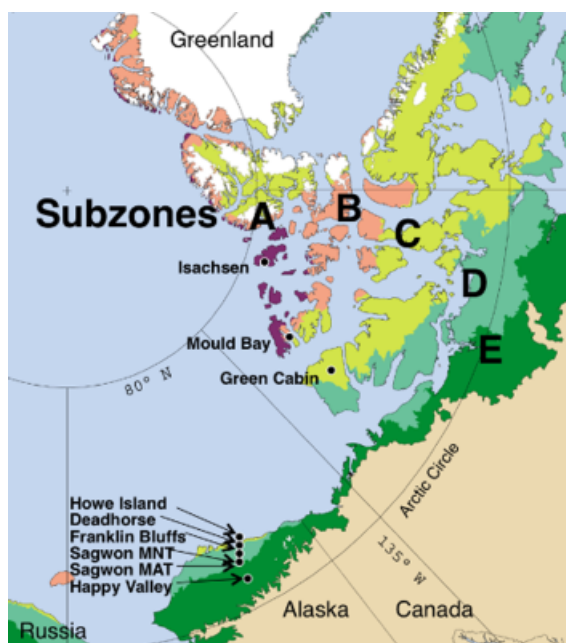 Greenland
Subzones A B C D E
Isachsen
Mould Bay
Green Cabin
80° N
Arctic Circle
135° W
Howe Island
Deadhorse
Franklin Bluffs
Sagwon MNT
Sagwon MAT
Happy Valley
Alaska Canada
Russia